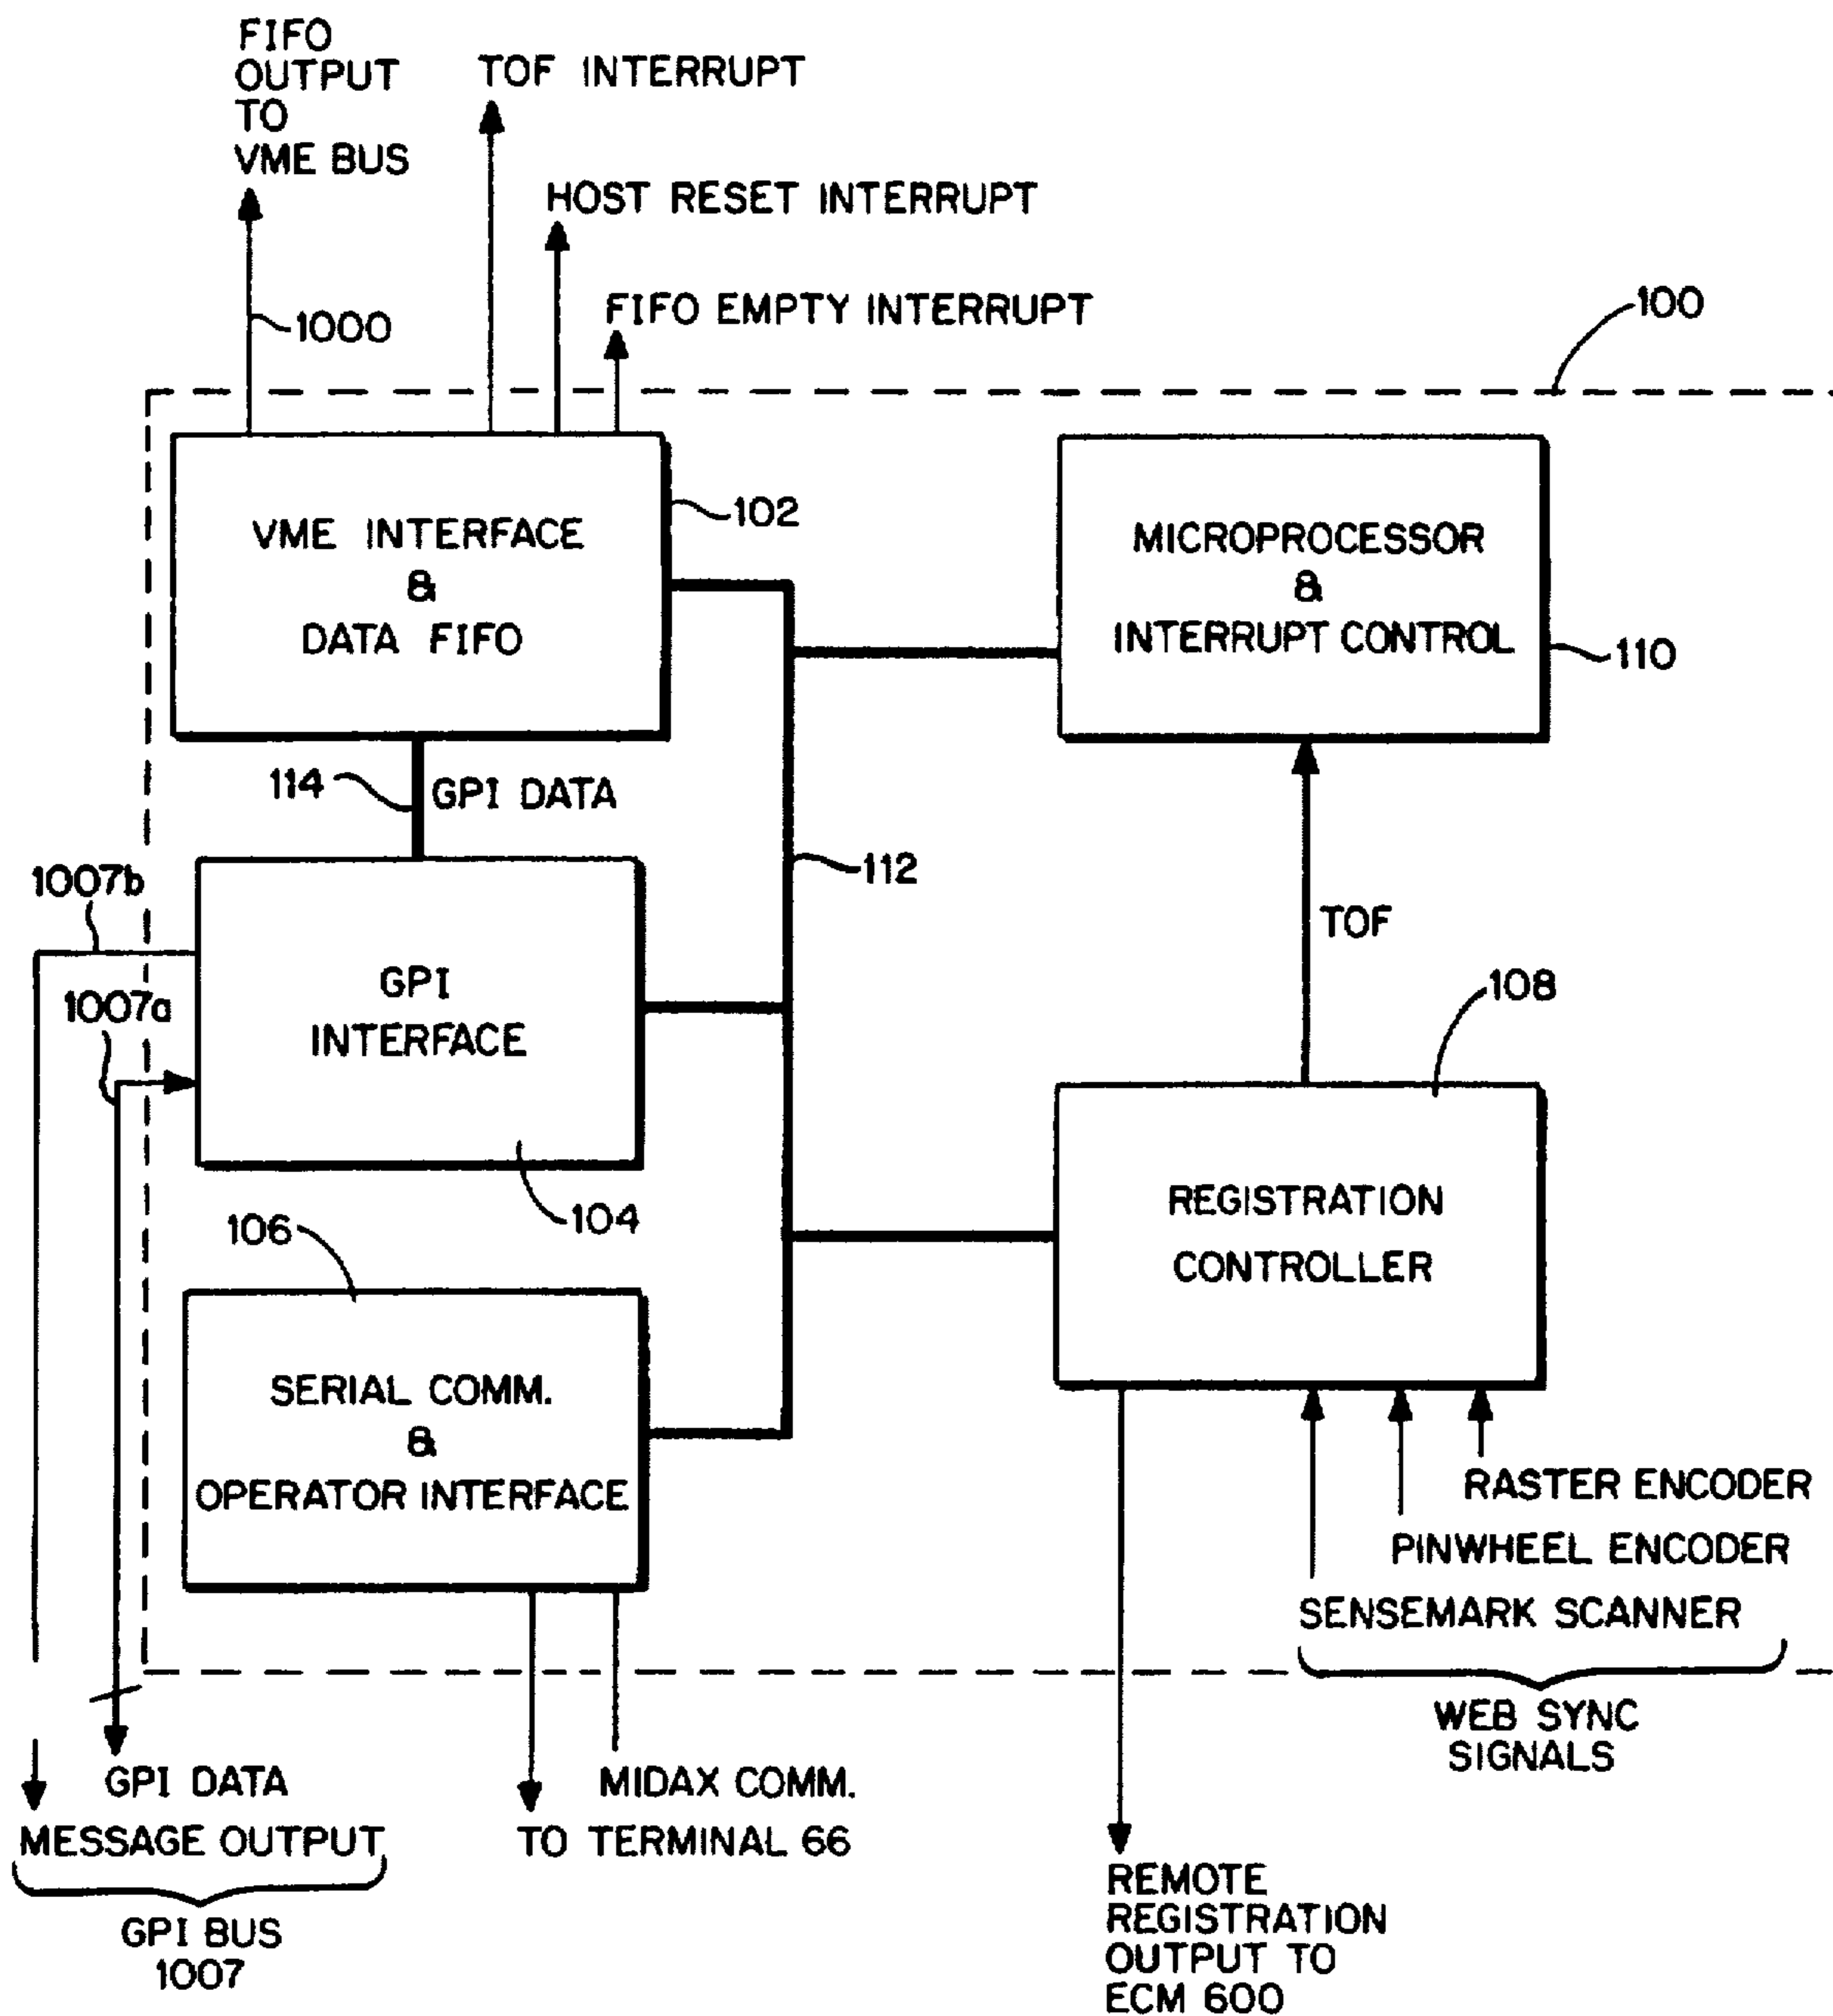 FIFO
OUTPUT
TO
VME BUS
TOF INTERRUPT
HOST RESET INTERRUPT
FIFO EMPTY INTERRUPT
1000
100
VME INTERFACE
&
DATA FIFO
102
MICROPROCESSOR
&
INTERRUPT CONTROL
110
114
GPI DATA
112
1007b
1007a
GPI
INTERFACE
104
TOF
108
REGISTRATION
CONTROLLER
106
SERIAL COMM.
&
OPERATOR INTERFACE
RASTER ENCODER
PINWHEEL ENCODER
SENSEMARK SCANNER
WEB SYNC
SIGNALS
GPI DATA
MESSAGE OUTPUT
GPI BUS
1007
MIDAX COMM.
TO TERMINAL 66
REMOTE
REGISTRATION
OUTPUT TO
ECM 600